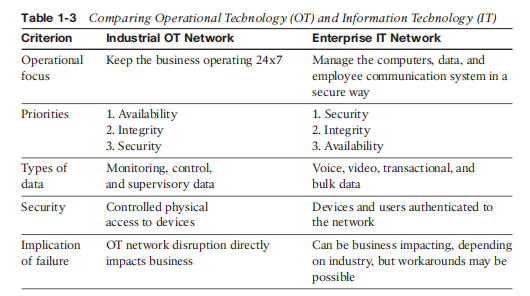 Table 1-3 Comparing Operational Technology (OT) and Information Technology (IT)
Criterion Industrial OT Network Enterprise IT Network
Operational focus Keep the business operating 24x7 Manage the computers, data, and employee communication system in a secure way
Priorities 1. Availability 1. Security
2. Integrity 2. Integrity
3. Security 3. Availability
Types of data Monitoring, control, and supervisory data Voice, video, transactional, and bulk data
Security Controlled physical access to devices Devices and users authenticated to the network
Implication of failure OT network disruption directly impacts business Can be business impacting, depending on industry, but workarounds may be possible